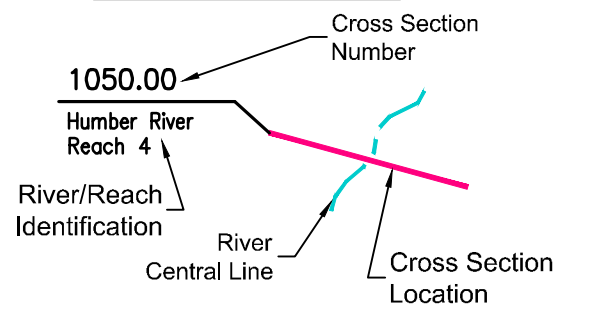 Cross Section
Number
1050.00
Humber River
Reach 4
River/Reach
Identification
River
Central Line
Cross Section
Location